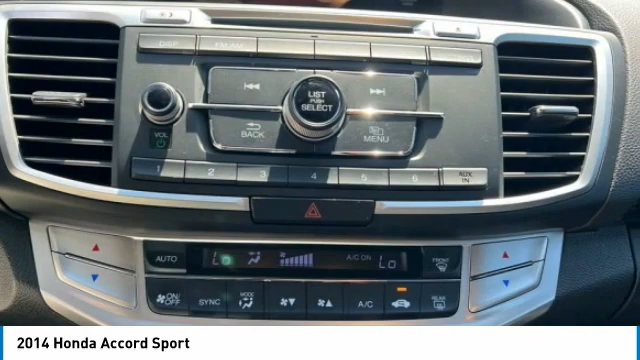 DISP
FM/AM
LIST
PUSH
SELECT
VOL
BACK
MENU
1 2 3 4 5 6 AUX IN
AUTO Lo A/C ON Lo FRONT
ON/OFF SYNC MODE A/C REAR
2014 Honda Accord Sport